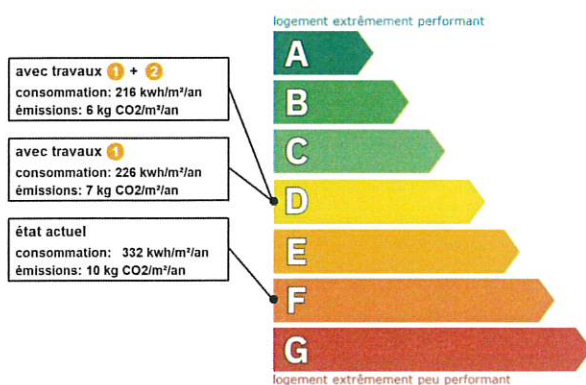 logement extrêmement performant
A
avec travaux 1 + 2
consommation: 216 kwh/m²/an
émissions: 6 kg CO2/m²/an
B
C
avec travaux 1
consommation: 226 kwh/m²/an
émissions: 7 kg CO2/m²/an
D
état actuel
consommation: 332 kwh/m²/an
émissions: 10 kg CO2/m²/an
E
F
G
logement extrêmement peu performant